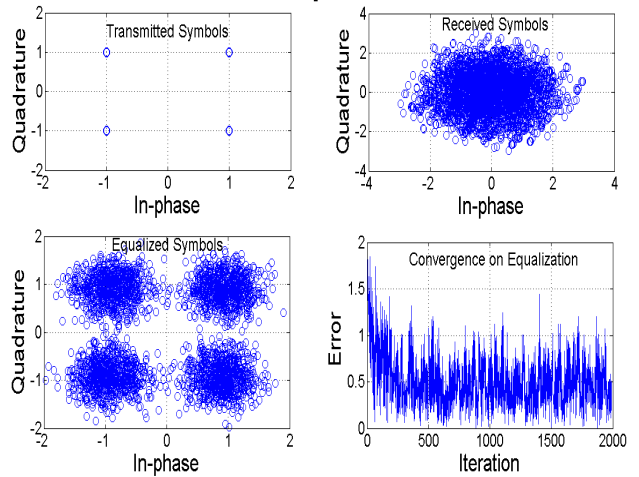 Transmitted Symbols
Quadrature
2
1
0
-1
-2
-2 -1 0 1 2
In-phase
Received Symbols
Quadrature
4
2
0
-2
-4
-4 -2 0 2 4
In-phase
Equalized Symbols
Quadrature
2
1
0
-1
-2
-2 -1 0 1 2
In-phase
Convergence on Equalization
Error
2
1.5
1
0.5
0
0 500 1000 1500 2000
Iteration